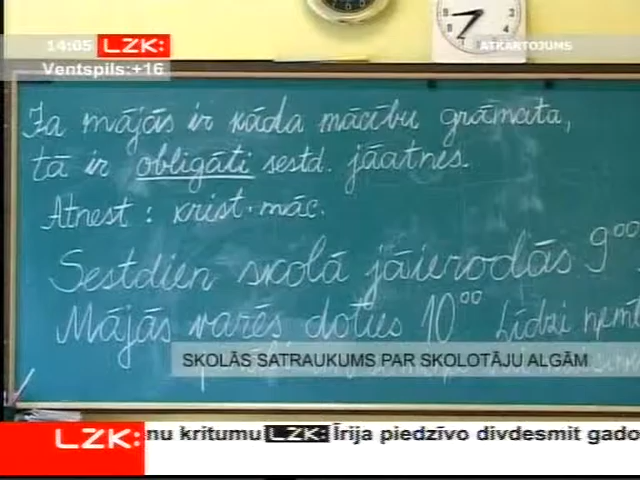 14:05 LZK:
ATKĀRTOJUMS
Ventspils:+16
Ja mājās ir kāda mācību grāmata,
tā ir obligāti sestd. jāatnes.
Atnest: krist. māc.
Sestdien skolā jāierodās 9⁰⁰
Mājās varēs doties 10⁰⁰ Līdzi ņemt
SKOLĀS SATRAUKUMS PAR SKOLOTĀJU ALGĀM
LZK: nu kritumu LZK: Īrija piedzīvo divdesmit gado